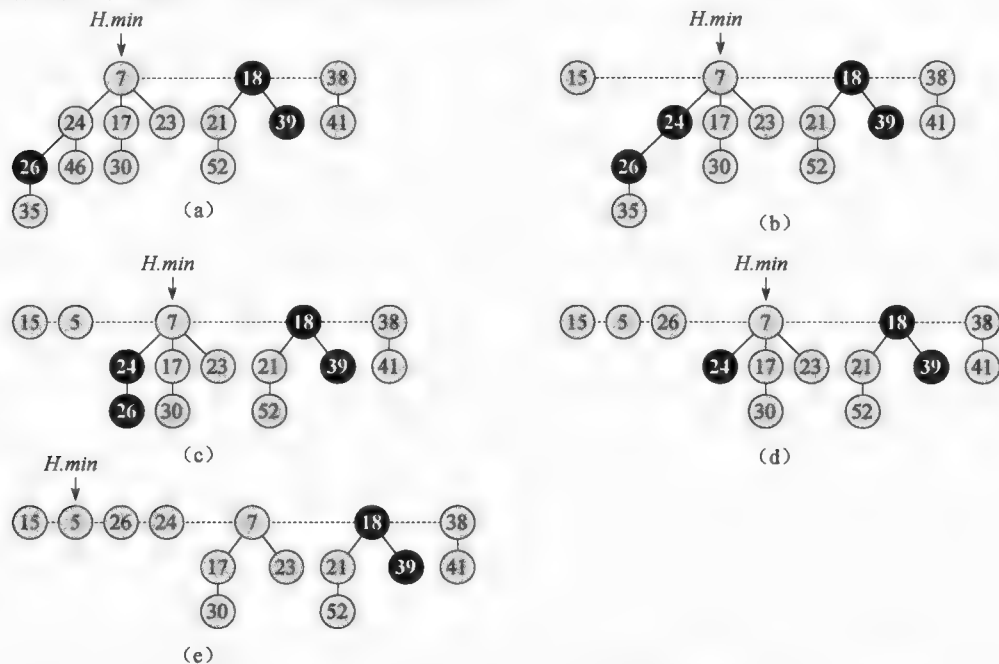 H.min
7 18 38
24 17 23 21 39 41
26 46 30 52
35
(a)
H.min
15 7 18 38
24 17 23 21 39 41
26 30 52
35
(b)
H.min
15 5 7 18 38
24 17 23 21 39 41
26 30 52
(c)
H.min
15 5 26 7 18 38
24 17 23 21 39 41
30 52
(d)
H.min
15 5 26 24 7 18 38
17 23 21 39 41
30 52
(e)